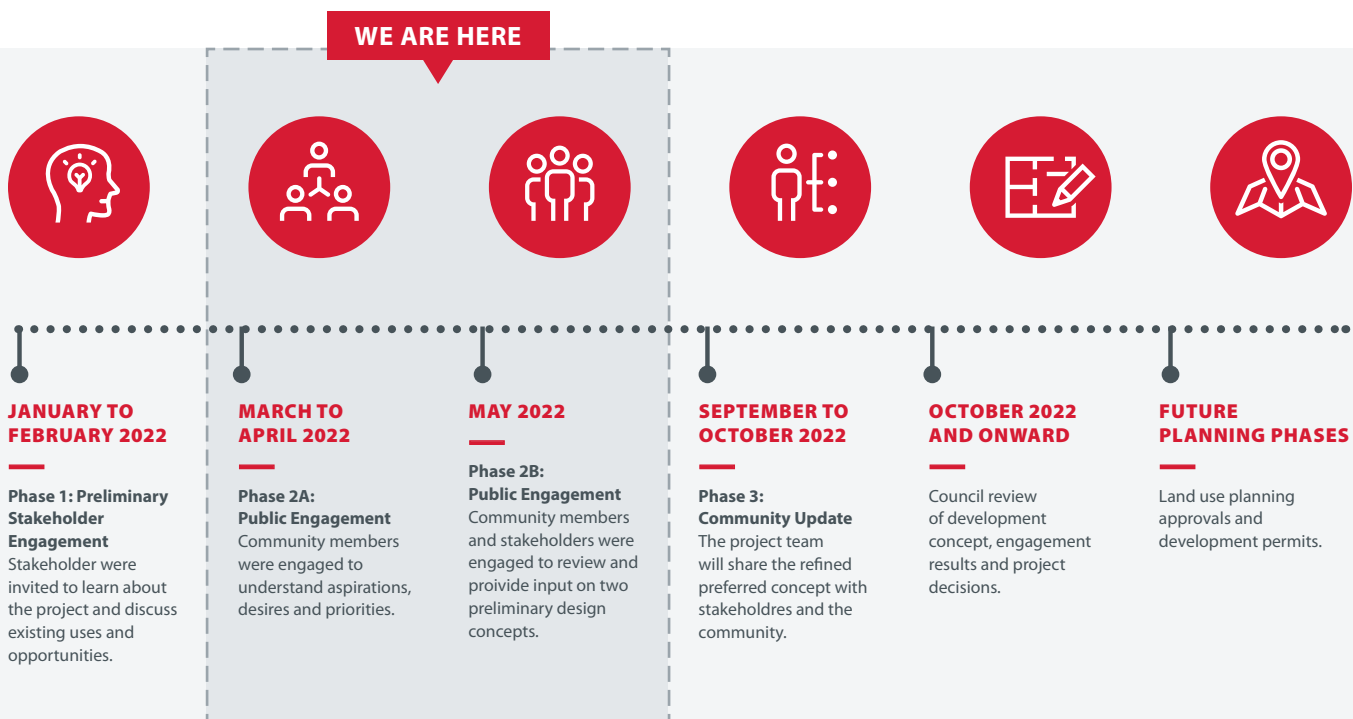 WE ARE HERE
JANUARY TO
FEBRUARY 2022
Phase 1: Preliminary
Stakeholder
Engagement
Stakeholder were
invited to learn about
the project and discuss
existing uses and
opportunities.
MARCH TO
APRIL 2022
Phase 2A:
Public Engagement
Community members
were engaged to
understand aspirations,
desires and priorities.
MAY 2022
Phase 2B:
Public Engagement
Community members
and stakeholders were
engaged to review and
provide input on two
preliminary design
concepts.
SEPTEMBER TO
OCTOBER 2022
Phase 3:
Community Update
The project team
will share the refined
preferred concept with
stakeholdres and the
community.
OCTOBER 2022
AND ONWARD
Council review
of development
concept, engagement
results and project
decisions.
FUTURE
PLANNING PHASES
Land use planning
approvals and
development permits.